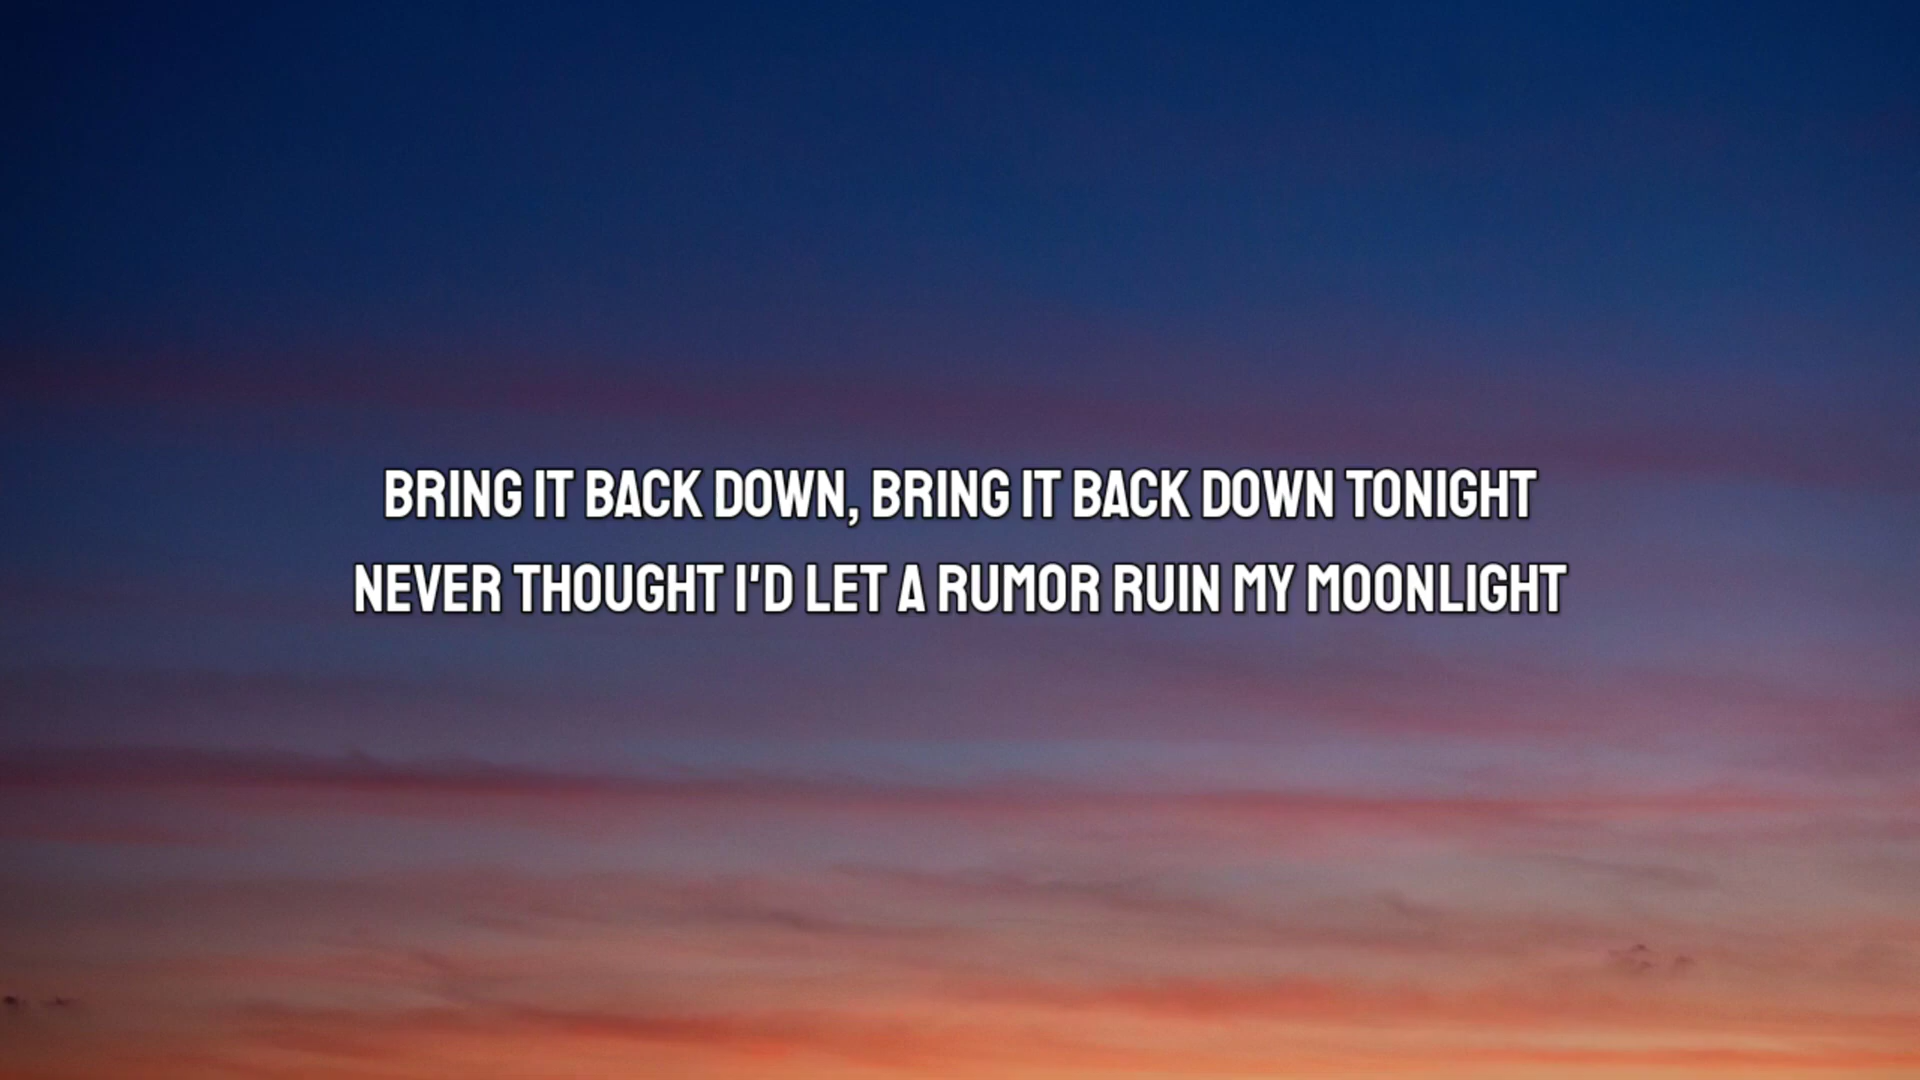 BRING IT BACK DOWN, BRING IT BACK DOWN TONIGHT
NEVER THOUGHT I'D LET A RUMOR RUIN MY MOONLIGHT